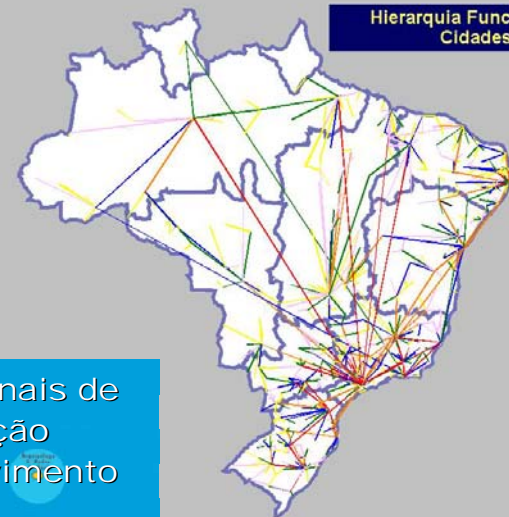 Hierarquia Func
Cidades
nais de
ção
imento